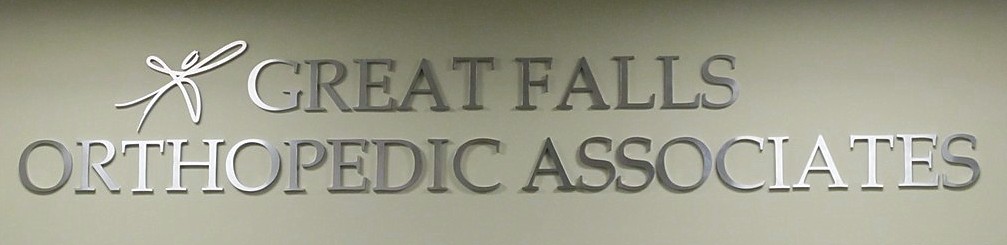 GREAT FALLS
ORTHOPEDIC ASSOCIATES